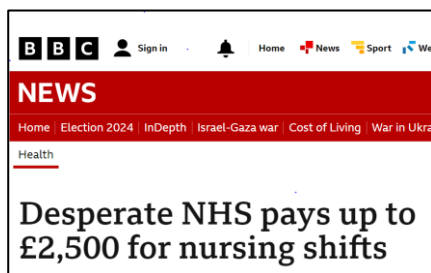 BBC Sign in Home News Sport
NEWS
Home Election 2024 InDepth Israel-Gaza war Cost of Living War in
Health
Desperate NHS pays up to
£2,500 for nursing shifts